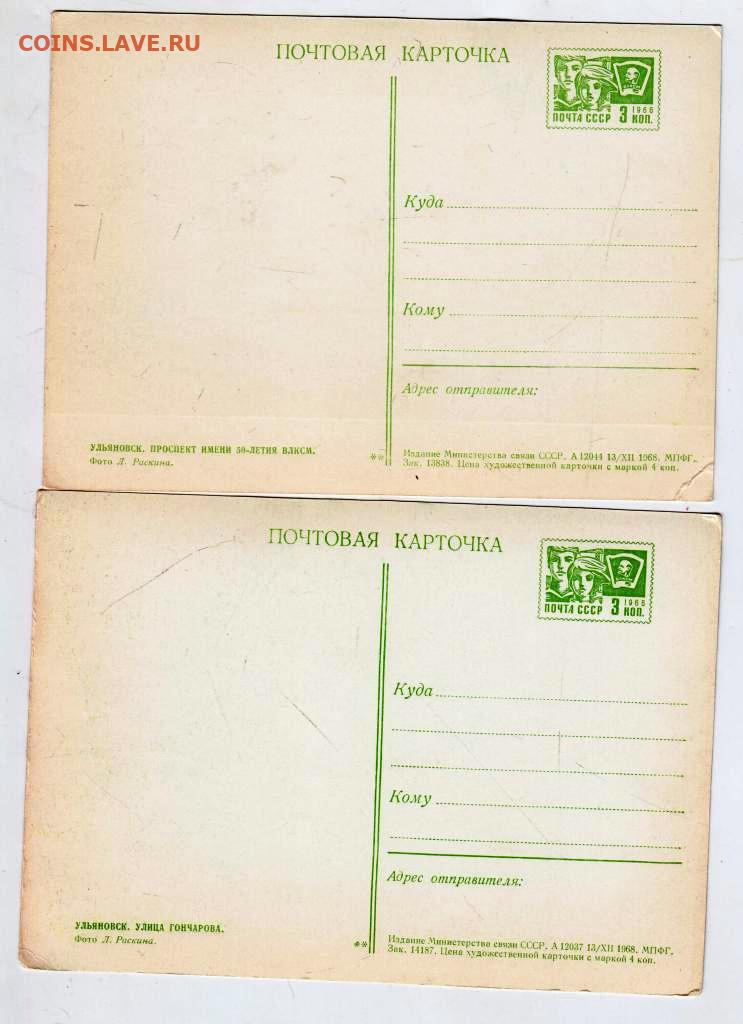 COINS.LAVE.RU
ПОЧТОВАЯ КАРТОЧКА
ПОЧТА СССР 3 1966 КОП.
Куда
Кому
Адрес отправителя:
УЛЬЯНОВСК. ПРОСПЕКТ ИМЕНИ 50-ЛЕТИЯ ВЛКСМ.
Фото Л. Раскина.
** Издание Министерства связи СССР. А 12044 13/XII 1968. МПФГ.
Зак. 13838. Цена художественной карточки с маркой 4 коп.
ПОЧТОВАЯ КАРТОЧКА
ПОЧТА СССР 3 1966 КОП.
Куда
Кому
Адрес отправителя:
УЛЬЯНОВСК. УЛИЦА ГОНЧАРОВА.
Фото Л. Раскина.
** Издание Министерства связи СССР. А 12037 13/XII 1968. МПФГ.
Зак. 14187. Цена художественной карточки с маркой 4 коп.